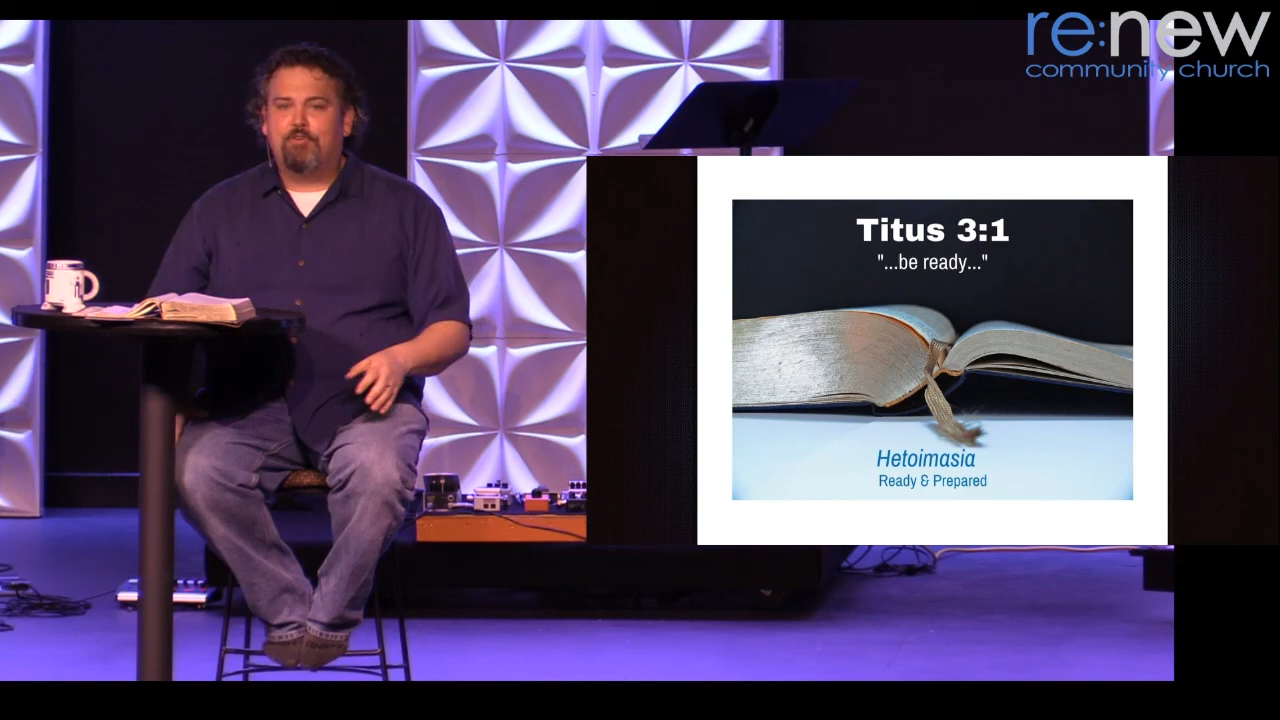 re:new
community church
Titus 3:1
"...be ready..."
Hetoimasia
Ready & Prepared